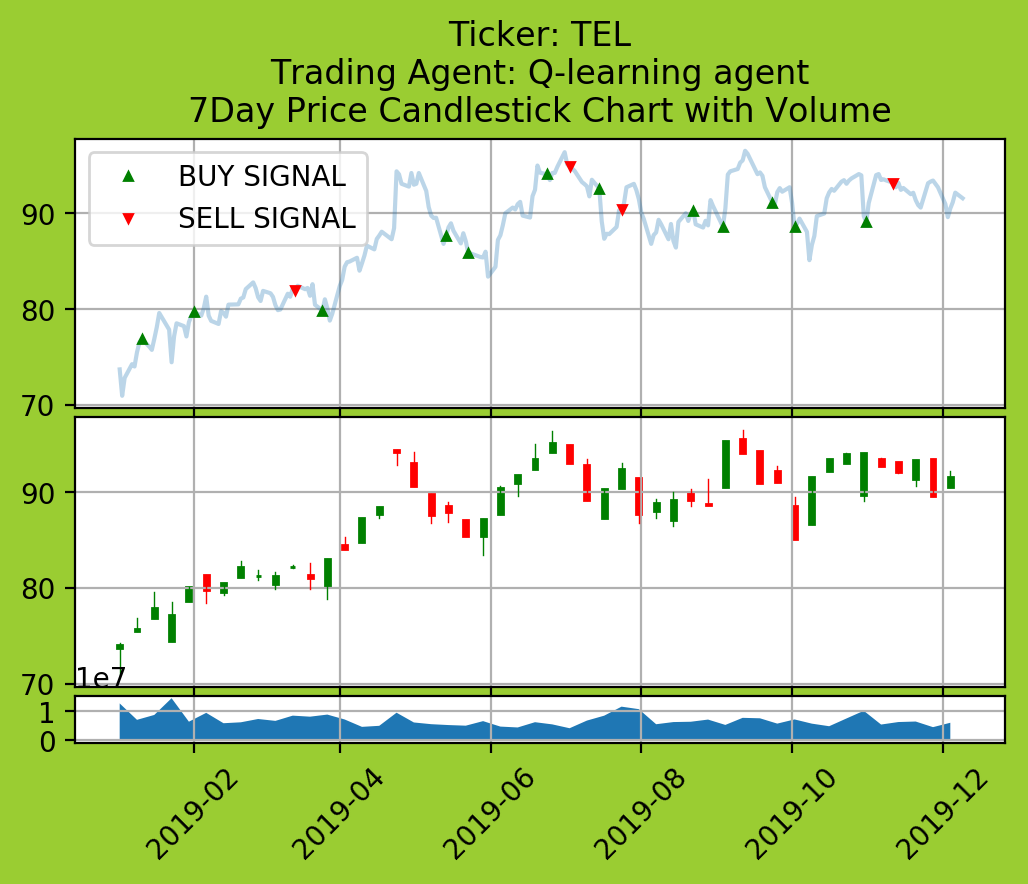 Ticker: TEL
Trading Agent: Q-learning agent
7Day Price Candlestick Chart with Volume
BUY SIGNAL
SELL SIGNAL
90
80
70
90
80
70
1e7
1
0
2019-02
2019-04
2019-06
2019-08
2019-10
2019-12